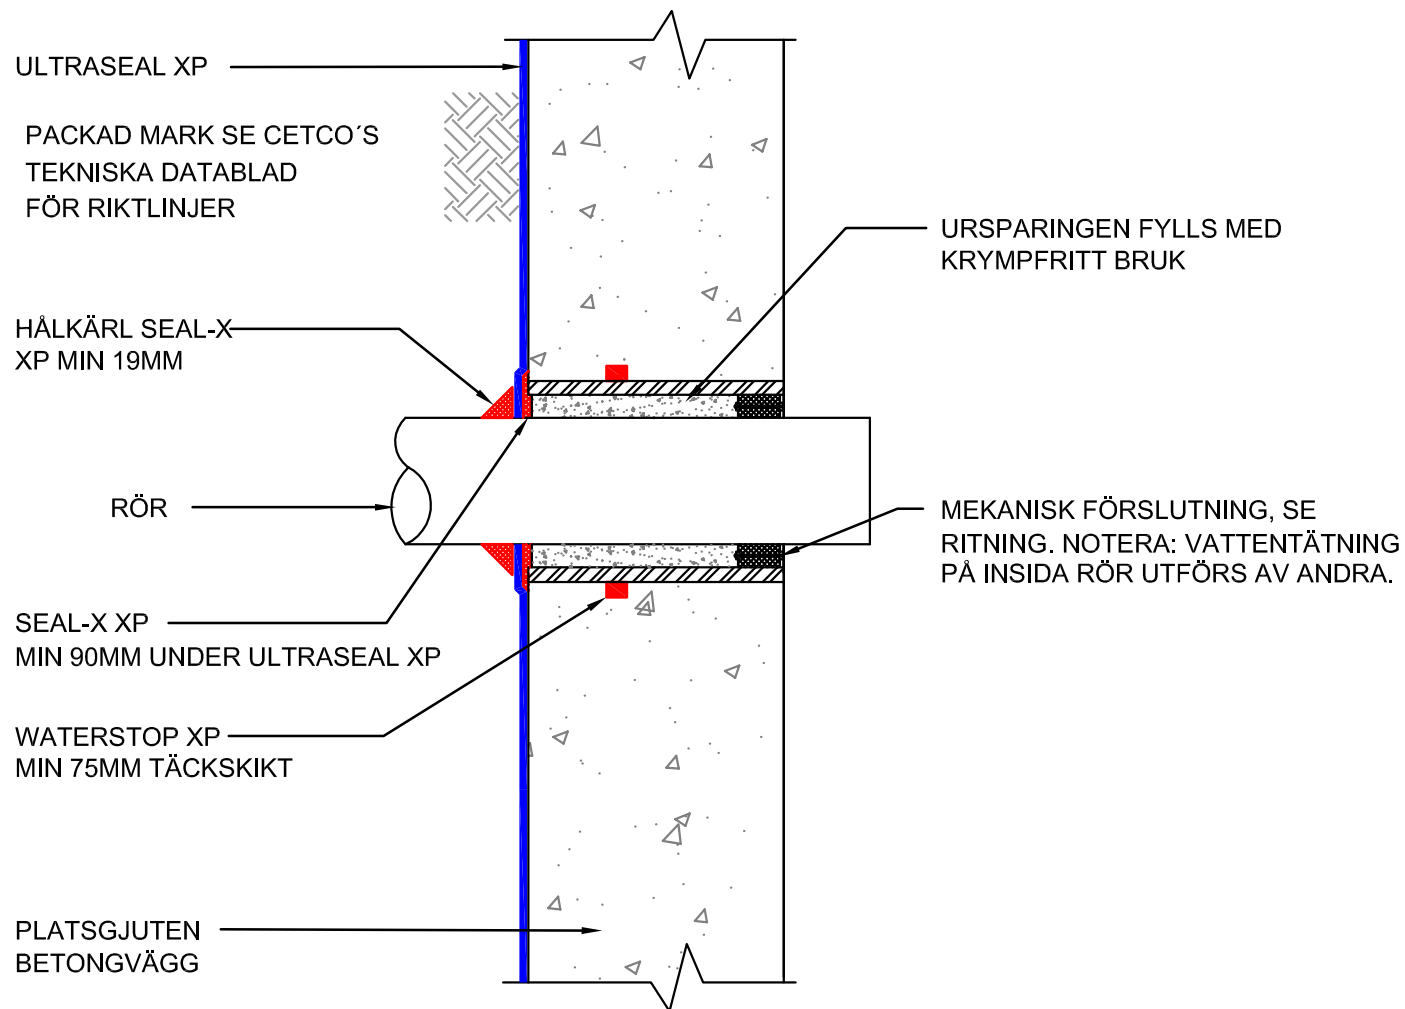 ULTRASEAL XP
PACKAD MARK SE CETCO´S
TEKNISKA DATABLAD
FÖR RIKTLINJER
URSPARINGEN FYLLS MED
KRYMPFRITT BRUK
HÅLKÄRL SEAL-X
XP MIN 19MM
RÖR
MEKANISK FÖRSLUTNING, SE
RITNING. NOTERA: VATTENTÄTNING
PÅ INSIDA RÖR UTFÖRS AV ANDRA.
SEAL-X XP
MIN 90MM UNDER ULTRASEAL XP
WATERSTOP XP
MIN 75MM TÄCKSKIKT
PLATSGJUTEN
BETONGVÄGG